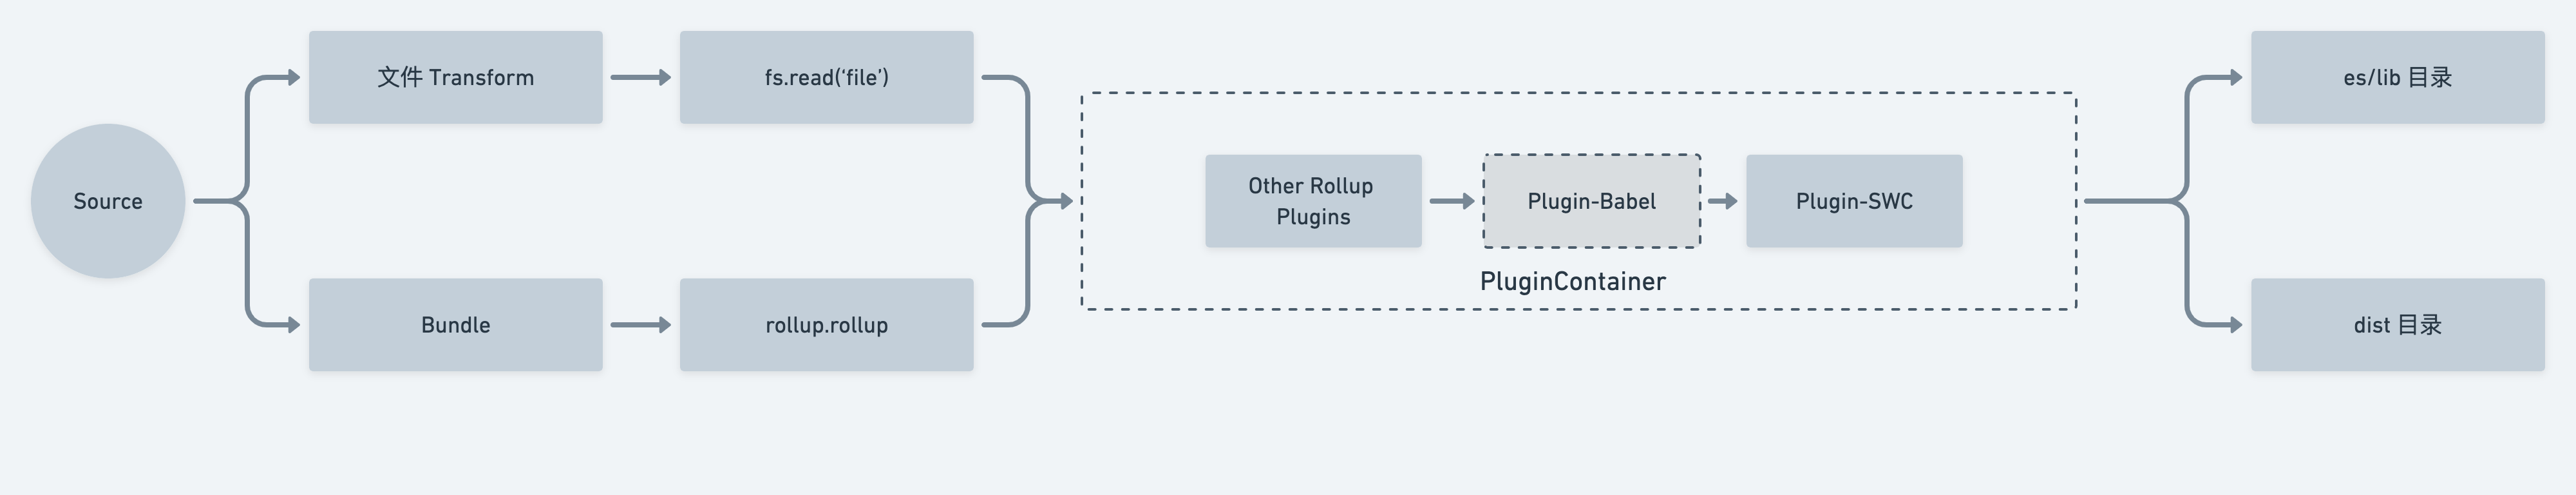 Source
文件 Transform
fs.read(‘file’)
Bundle
rollup.rollup
Other Rollup
Plugins
Plugin-Babel
Plugin-SWC
PluginContainer
es/lib 目录
dist 目录